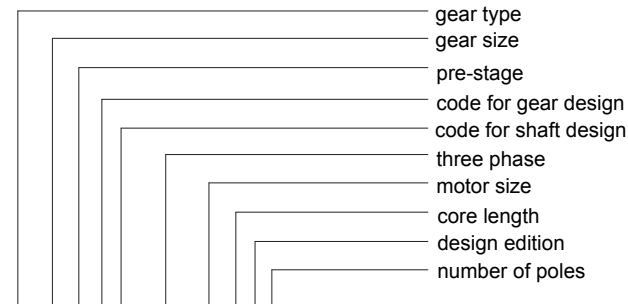 gear type
gear size
pre-stage
code for gear design
code for shaft design
three phase
motor size
core length
design edition
number of poles